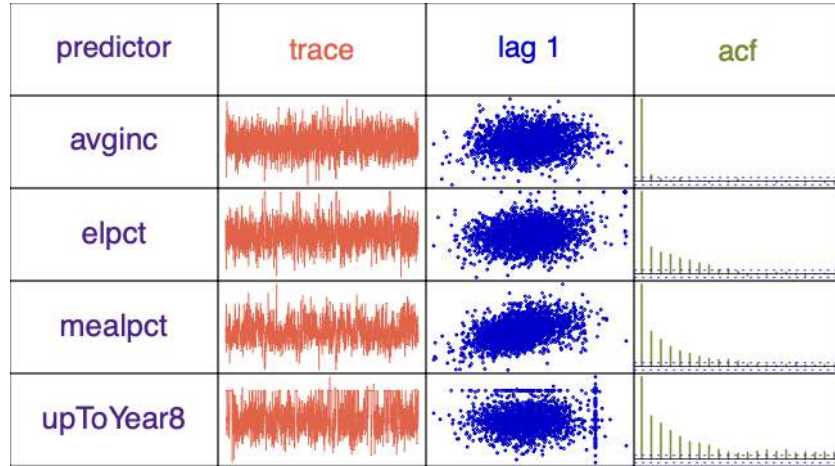 predictor trace lag 1 acf
avginc
elpct
mealpct
upToYear8